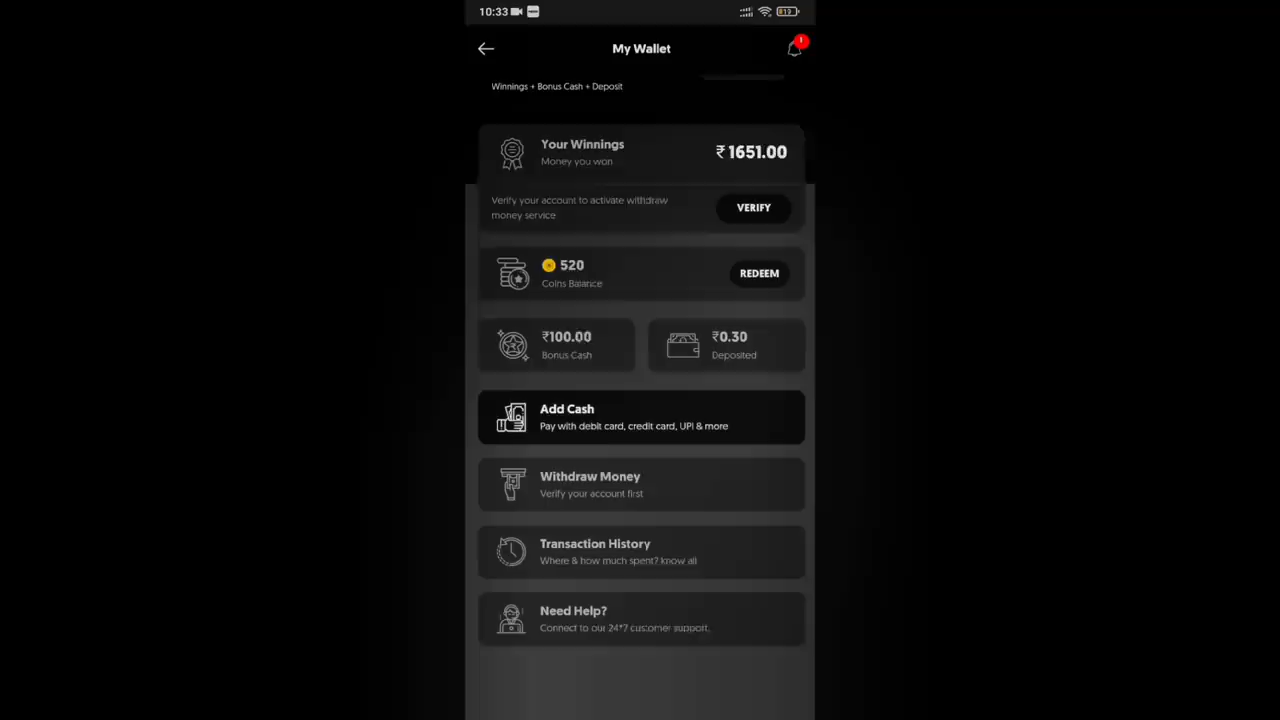 10:33
My Wallet
1
Winnings + Bonus Cash + Deposit
Your Winnings
Money you won
₹1651.00
Verify your account to activate withdraw
money service
VERIFY
520
Coins Balance
REDEEM
₹100.00
Bonus Cash
₹0.30
Deposited
Add Cash
Pay with debit card, credit card, UPI & more
Withdraw Money
Verify your account first
Transaction History
Where & how much spent? know all
Need Help?
Connect to our 24*7 customer support.